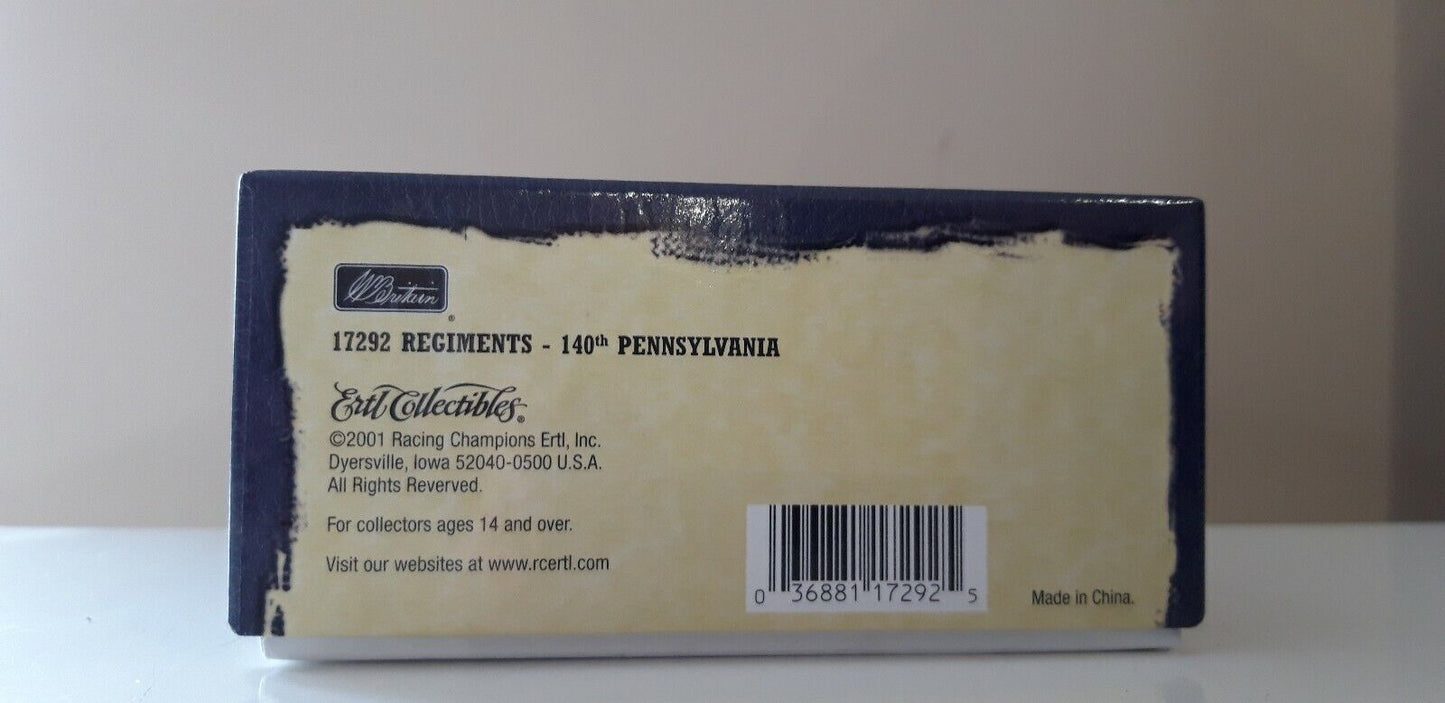 WBritain®
17292 REGIMENTS - 140th PENNSYLVANIA
Ertl Collectibles®
©2001 Racing Champions Ertl, Inc.
Dyersville, Iowa 52040-0500 U.S.A.
All Rights Reverved.
For collectors ages 14 and over.
Visit our websites at www.rcertl.com
0 36881 17292 5
Made in China.